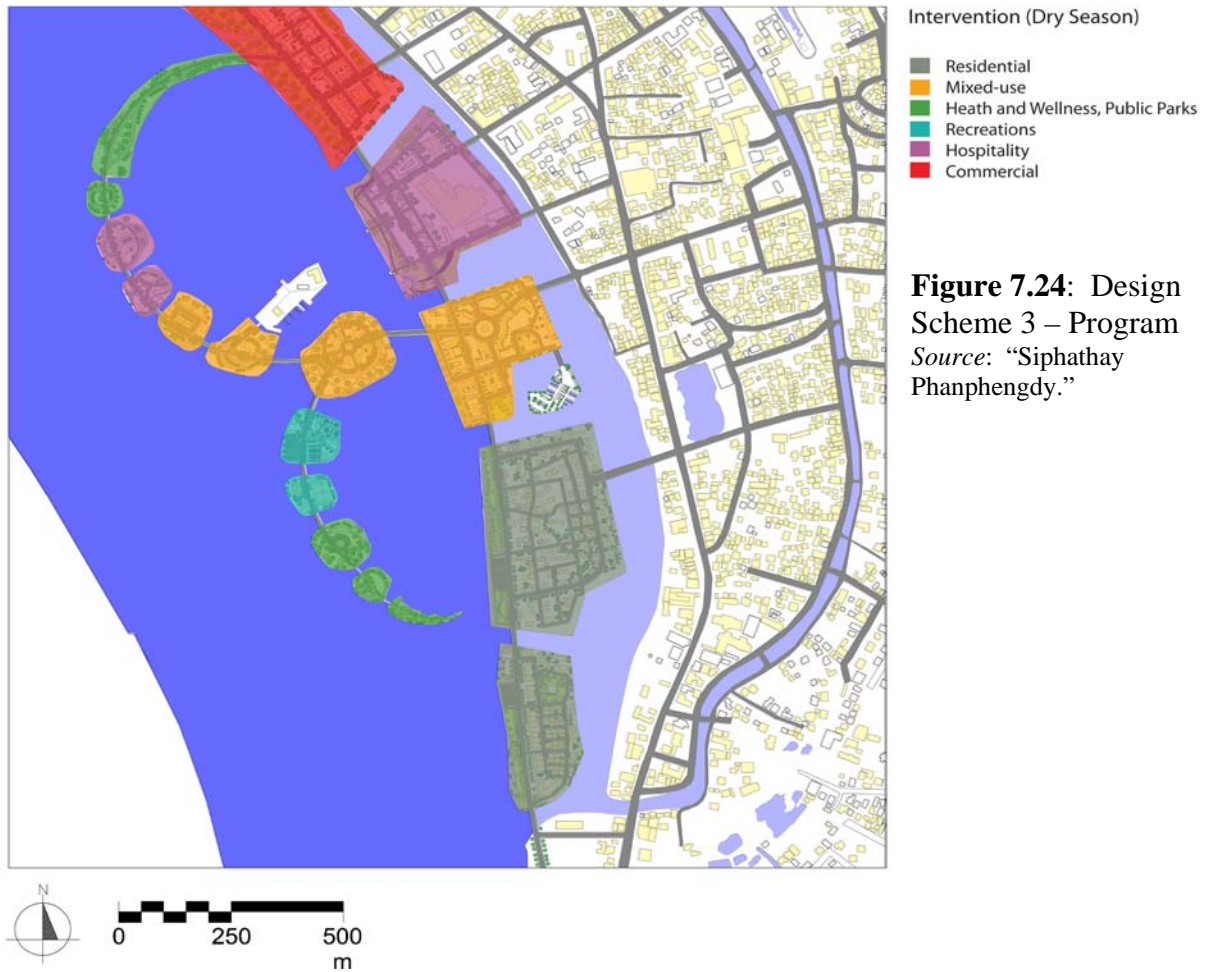 Intervention (Dry Season)
Residential
Mixed-use
Heath and Wellness, Public Parks
Recreations
Hospitality
Commercial
Figure 7.24: Design
Scheme 3 – Program
Source: “Siphathay
Phanphengdy.”
N
0 250 500
m